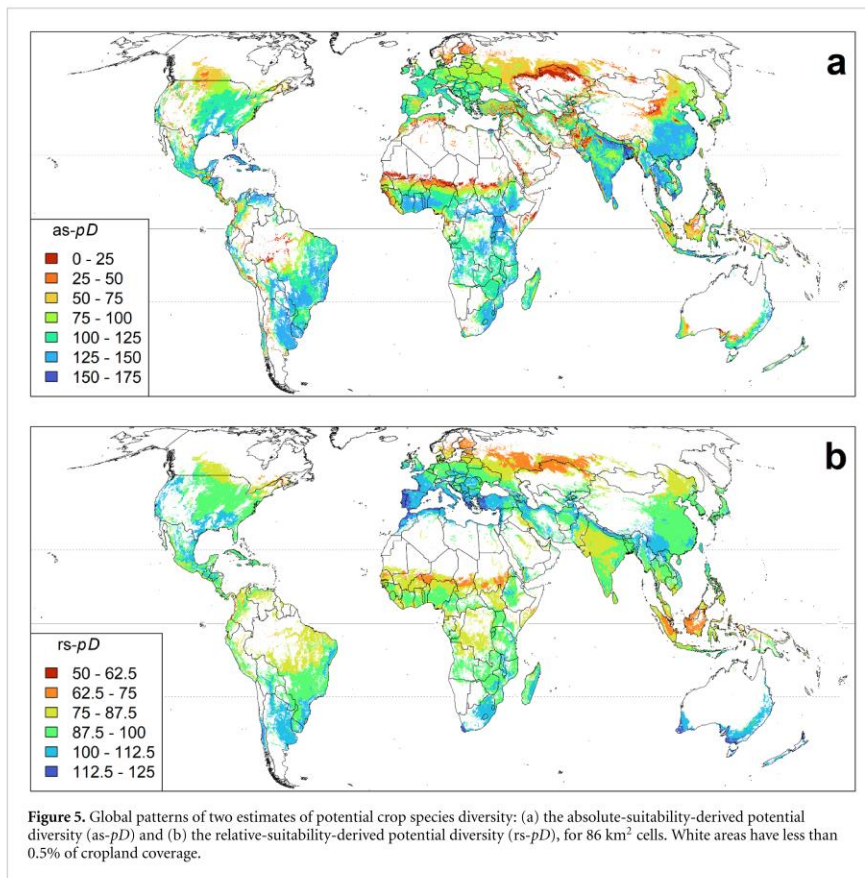 a
as-pD
0 - 25
25 - 50
50 - 75
75 - 100
100 - 125
125 - 150
150 - 175
b
rs-pD
50 - 62.5
62.5 - 75
75 - 87.5
87.5 - 100
100 - 112.5
112.5 - 125
Figure 5. Global patterns of two estimates of potential crop species diversity: (a) the absolute-suitability-derived potential
diversity (as-pD) and (b) the relative-suitability-derived potential diversity (rs-pD), for 86 km² cells. White areas have less than
0.5% of cropland coverage.